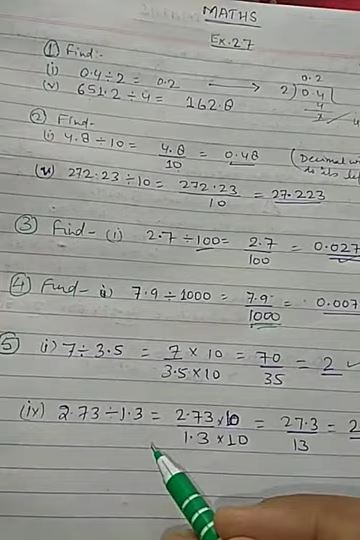 MATHS
Ex.27
① Find:-
(i) 0.4÷2 = 0.2 → 2)0.4(
0.2
4
(v) 651.2÷4 = 162.8
② Find-
(i) 4.8÷10 = 4.8/10 = 0.48 (Decimal
(v) 272.23÷10 = 272.23/10 = 27.223
③ Find- (i) 2.7÷100= 2.7/100 = 0.027
④ Find- ii) 7.9÷1000 = 7.9/1000 = 0.007
⑤ (i) 7÷3.5 = 7×10/3.5×10 = 70/35 = 2
(iv) 2.73÷1.3 = 2.73×10/1.3×10 = 27.3/13 = 2